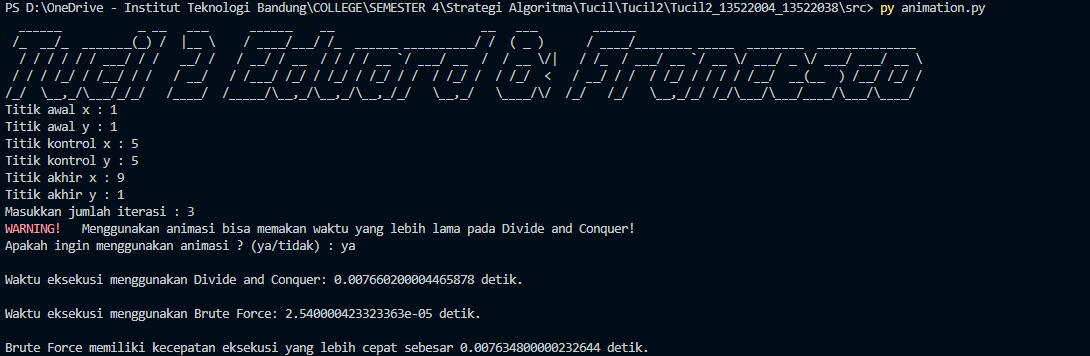 PS D:\OneDrive - Institut Teknologi Bandung\COLLEGE\SEMESTER 4\Strategi Algoritma\Tucil\Tucil2\Tucil2_13522004_13522038\src> py animation.py
Tucil 2 Eduard & Francesco
Titik awal x : 1
Titik awal y : 1
Titik kontrol x : 5
Titik kontrol y : 5
Titik akhir x : 9
Titik akhir y : 1
Masukkan jumlah iterasi : 3
WARNING! Menggunakan animasi bisa memakan waktu yang lebih lama pada Divide and Conquer!
Apakah ingin menggunakan animasi ? (ya/tidak) : ya
Waktu eksekusi menggunakan Divide and Conquer: 0.007660200004465878 detik.
Waktu eksekusi menggunakan Brute Force: 2.540000423323363e-05 detik.
Brute Force memiliki kecepatan eksekusi yang lebih cepat sebesar 0.007634800000232644 detik.